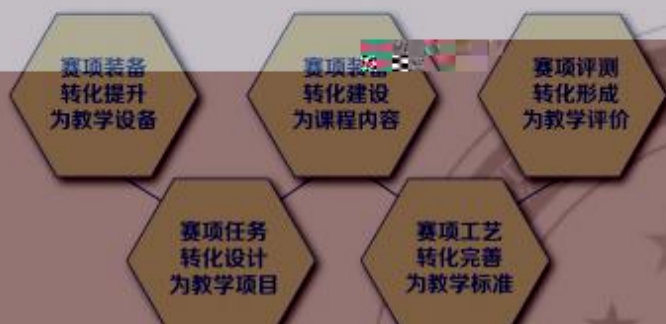 赛项装备
转化提升
为教学设备
赛项
转化建设
为课程内容
赛项评测
转化形成
为教学评价
赛项任务
转化设计
为教学项目
赛项工艺
转化完善
为教学标准